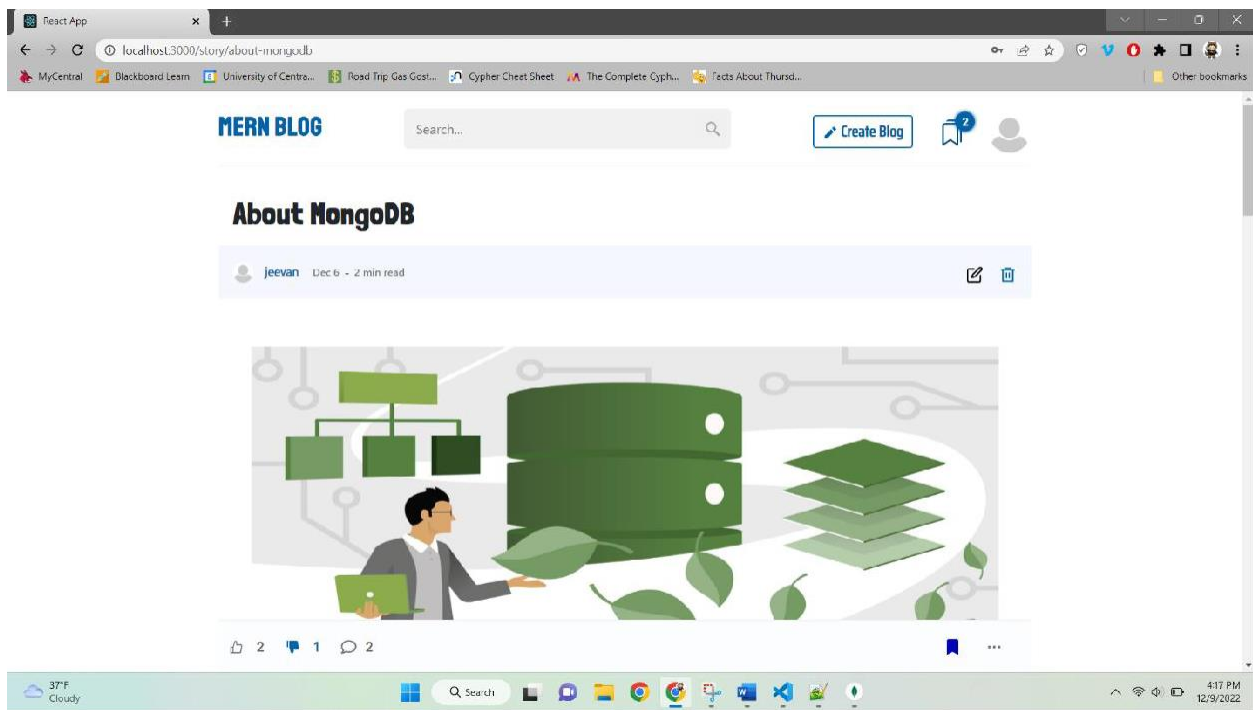 React App
localhost:3000/story/about-mongodb
MyCentral Blackboard Learn University of Centra... Road Trip Gas Cost... Cypher Cheat Sheet The Complete Cyph... Facts About Thursd... Other bookmarks
MERN BLOG Search... Create Blog 2
About MongoDB
jeevan Dec 6 - 2 min read
2 1 2
37°F
Cloudy
Search
4:17 PM
12/9/2022